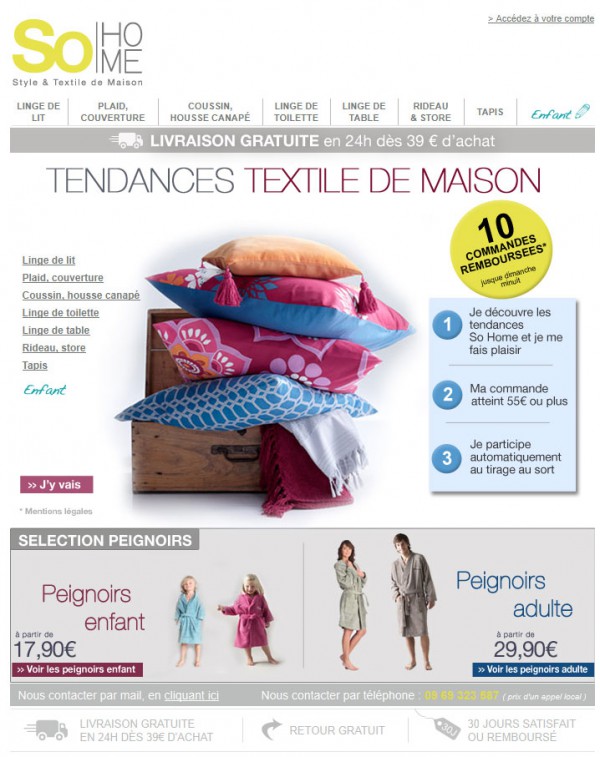 > Accédez à votre compte
So HOME
Style & Textile de Maison
LINGE DE LIT
PLAID, COUVERTURE
COUSSIN, HOUSSE CANAPÉ
LINGE DE TOILETTE
LINGE DE TABLE
RIDEAU & STORE
TAPIS
Enfant
LIVRAISON GRATUITE en 24h dès 39 € d'achat
TENDANCES TEXTILE DE MAISON
10
COMMANDES
REMBOURSÉES*
jusque dimanche
minuit
Linge de lit
Plaid, couverture
Coussin, housse canapé
Linge de toilette
Linge de table
Rideau, store
Tapis
Enfant
1
Je découvre les
tendances
So Home et je me
fais plaisir
2
Ma commande
atteint 55€ ou plus
3
Je participe
automatiquement
au tirage au sort
>> J'y vais
* Mentions légales
SELECTION PEIGNOIRS
Peignoirs
enfant
à partir de
17,90€
>> Voir les peignoirs enfant
Peignoirs
adulte
à partir de
29,90€
>> Voir les peignoirs adulte
Nous contacter par mail, en cliquant ici
Nous contacter par téléphone : 09 69 323 567 ( prix d'un appel local )
LIVRAISON GRATUITE
EN 24H DÈS 39€ D'ACHAT
RETOUR GRATUIT
30J
30 JOURS SATISFAIT
OU REMBOURSÉ